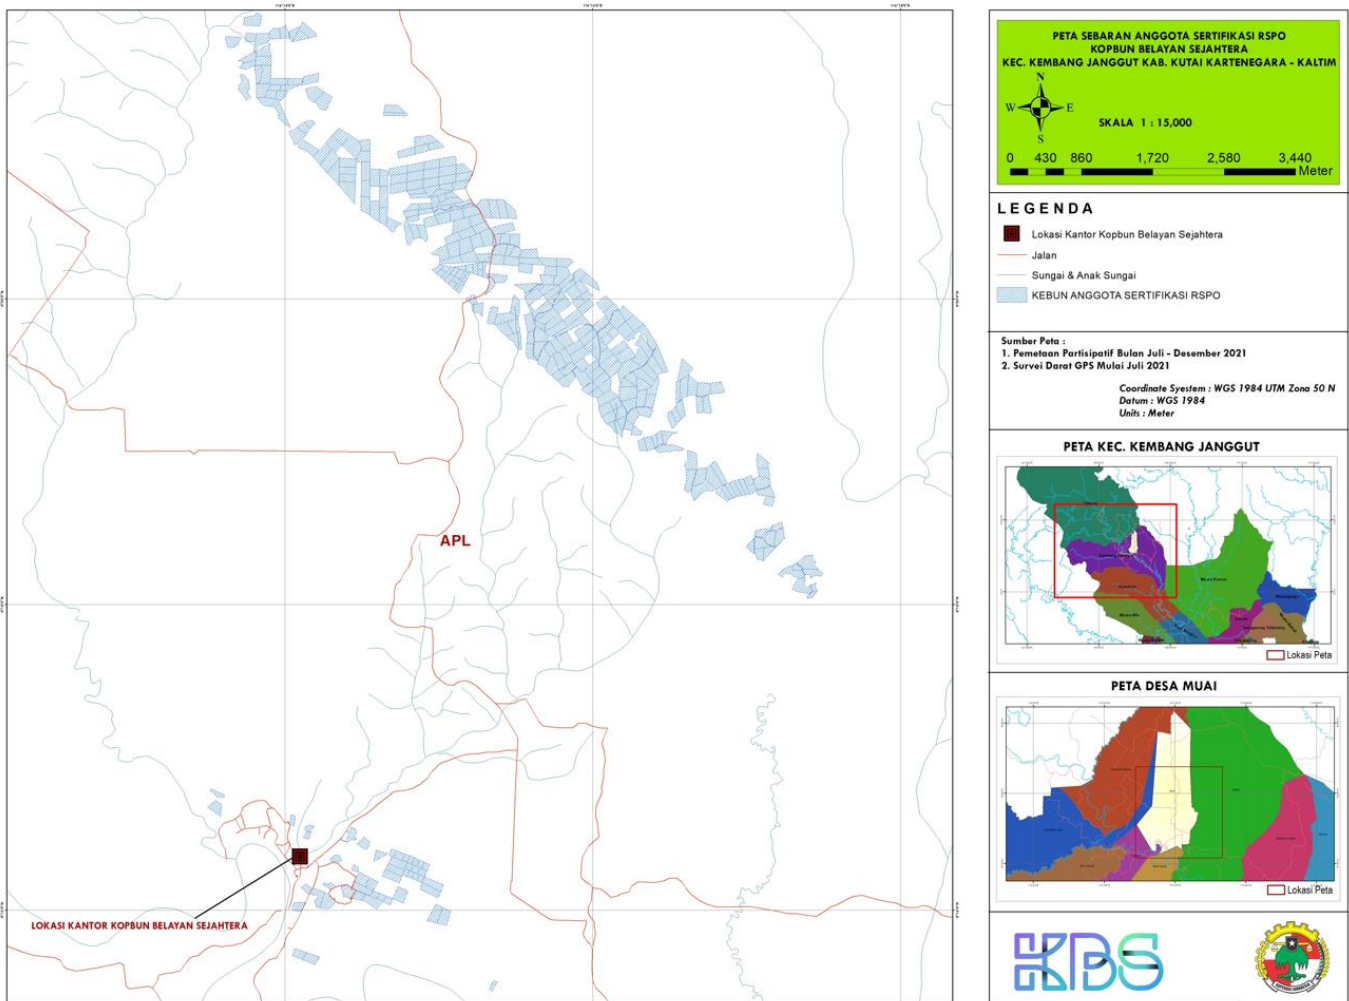 PETA SEBARAN ANGGOTA SERTIFIKASI RSPO
KOPBUN BELAYAN SEJAHTERA
KEC. KEMBANG JANGGUT KAB. KUTAI KARTENEGARA - KALTIM
N
W E
S
SKALA 1 : 15,000
0 430 860 1,720 2,580 3,440
Meter
LEGENDA
Lokasi Kantor Kopbun Belayan Sejahtera
Jalan
Sungai & Anak Sungai
KEBUN ANGGOTA SERTIFIKASI RSPO
Sumber Peta :
1. Pemetaan Partisipatif Bulan Juli - Desember 2021
2. Survei Darat GPS Mulai Juli 2021
Coordinate Syestem : WGS 1984 UTM Zona 50 N
Datum : WGS 1984
Units : Meter
PETA KEC. KEMBANG JANGGUT
Lokasi Peta
PETA DESA MUAI
Lokasi Peta
KBS
APL
LOKASI KANTOR KOPBUN BELAYAN SEJAHTERA